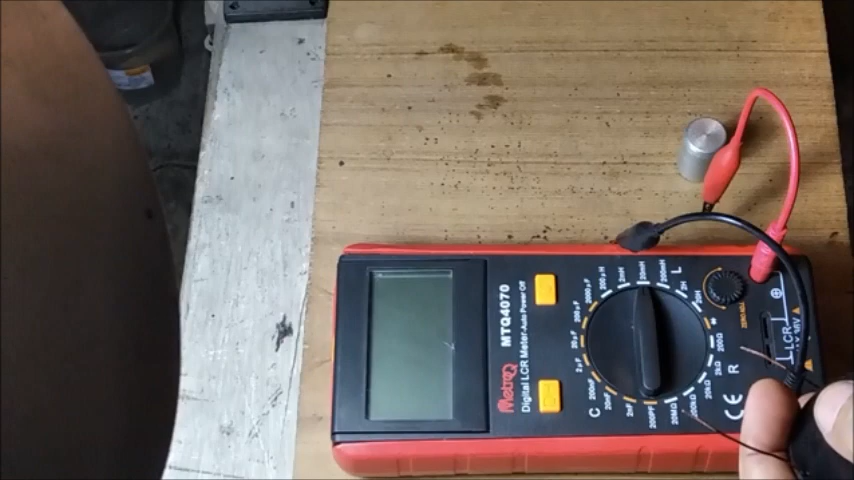 MetroQ
MTQ4070
Digital LCR Meter-Auto Power Off
C
200PF
2nF
20nF
200nF
2μF
20μF
200μF
2000μF
200μH
2mH
20mH
200mH
L
2H
20H
200Ω
2kΩ
R
20kΩ
200kΩ
20MΩ
CE
LCR